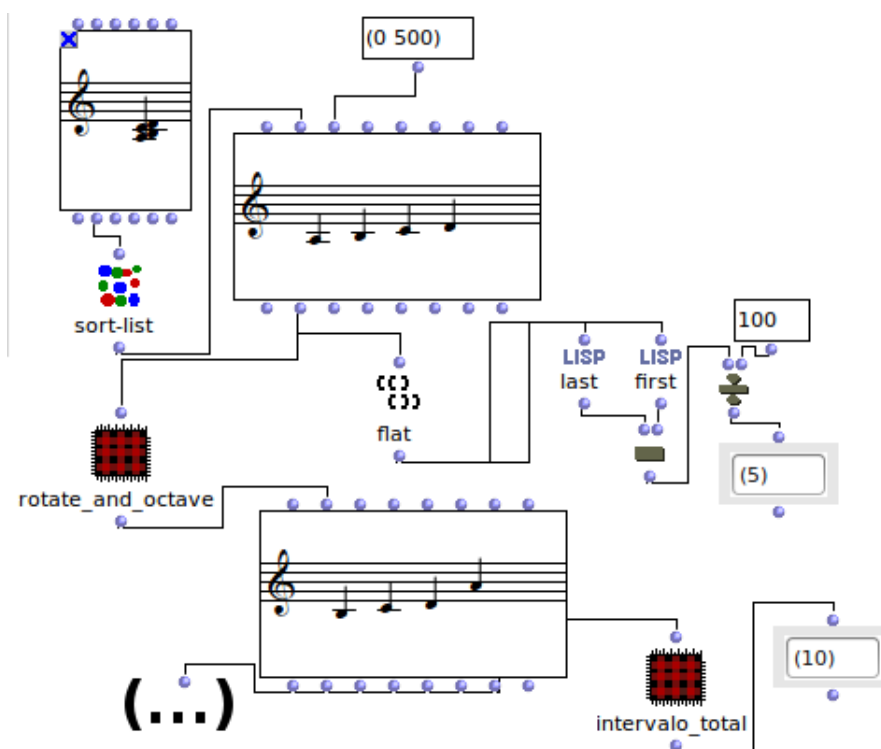 (0 500)
sort-list
100
LISP
last
LISP
first
flat
(5)
rotate_and_octave
(10)
(...)
intervalo_total